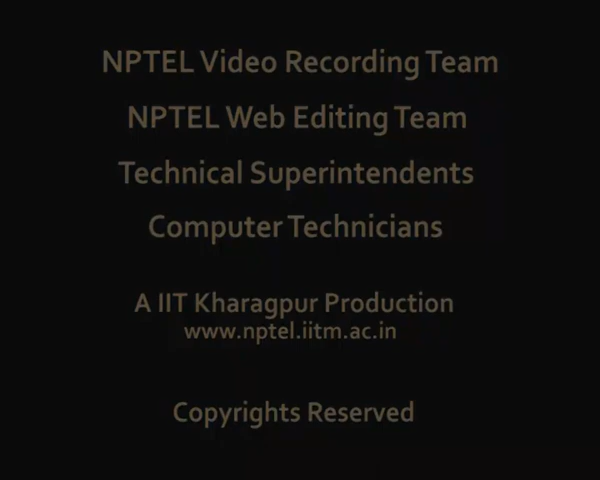 NPTEL Video Recording Team
NPTEL Web Editing Team
Technical Superintendents
Computer Technicians
A IIT Kharagpur Production
www.nptel.iitm.ac.in
Copyrights Reserved